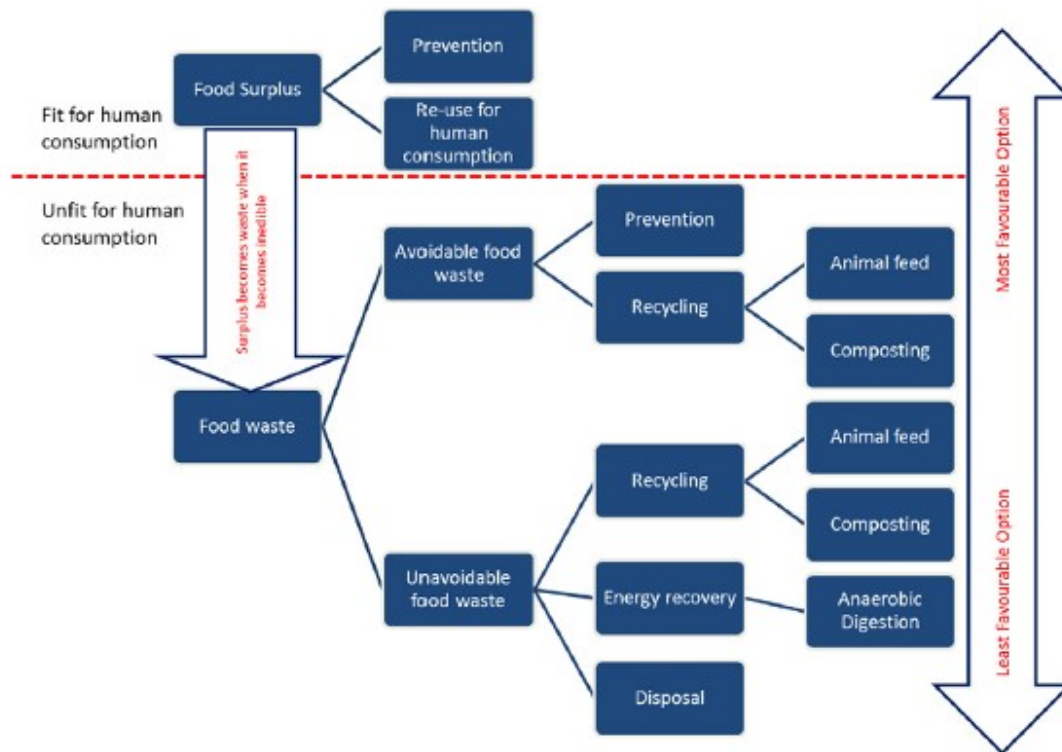 Prevention
Food Surplus
Re-use for
human
consumption
Fit for human
consumption
Unfit for human
consumption
Surplus becomes waste when it
becomes inedible
Prevention
Avoidable food
waste
Recycling
Animal feed
Composting
Food waste
Animal feed
Recycling
Composting
Unavoidable
food waste
Energy recovery
Anaerobic
Digestion
Disposal
Most Favourable Option
Least Favourable Option